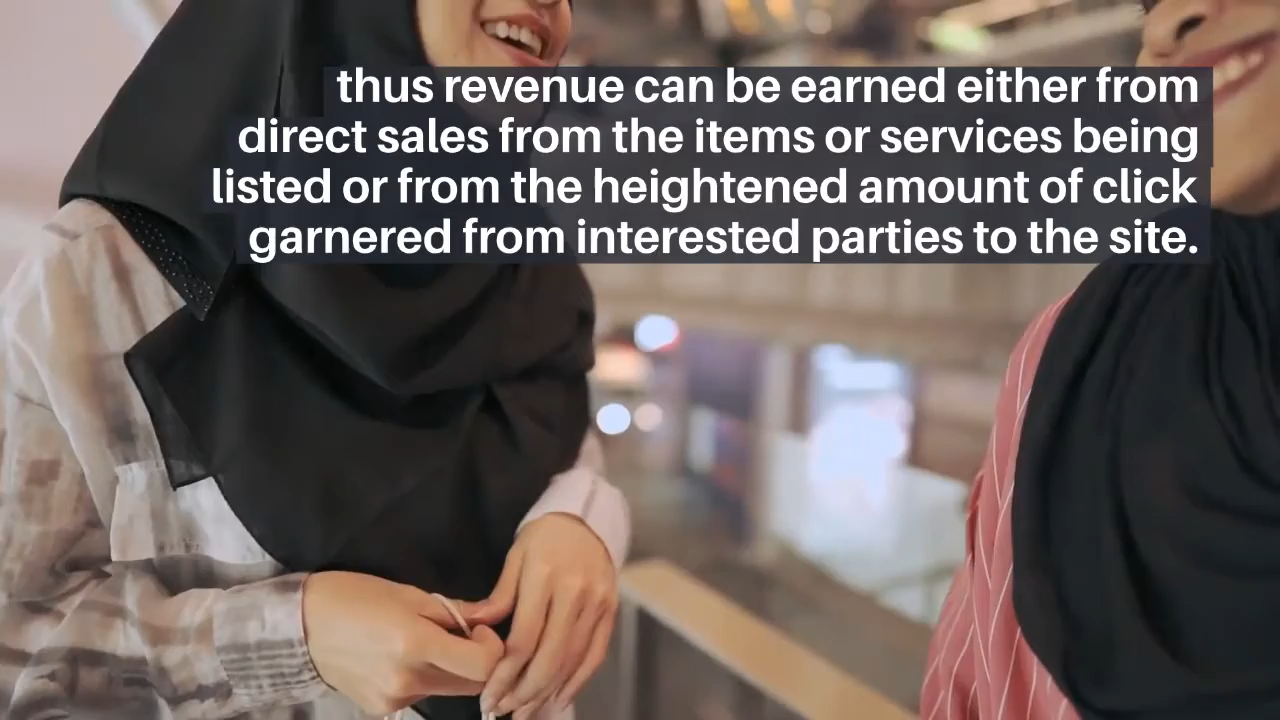 thus revenue can be earned either from
direct sales from the items or services being
listed or from the heightened amount of click
garnered from interested parties to the site.